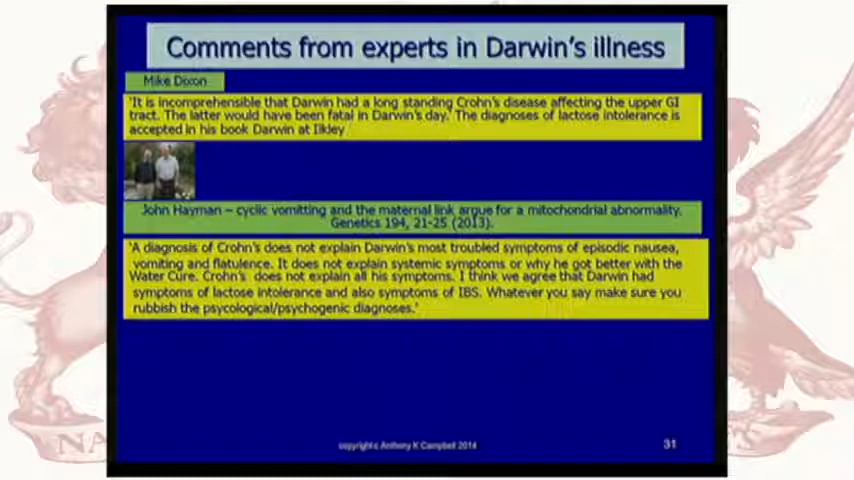 Comments from experts in Darwin's illness
Mike Dixon
'It is incomprehensible that Darwin had a long standing Crohn's disease affecting the upper GI
tract. The latter would have been fatal in Darwin's day.' The diagnoses of lactose intolerance is
accepted in his book Darwin at Ilkley
John Hayman – cyclic vomitting and the maternal link argue for a mitochondrial abnormality.
Genetics 194, 21-25 (2013).
'A diagnosis of Crohn's does not explain Darwin's most troubled symptoms of episodic nausea,
vomiting and flatulence. It does not explain systemic symptoms or why he got better with the
Water Cure. Crohn's does not explain all his symptoms. I think we agree that Darwin had
symptoms of lactose intolerance and also symptoms of IBS. Whatever you say make sure you
rubbish the psycological/psychogenic diagnoses.'
copyright c Anthony K Campbell 2014
31
NA